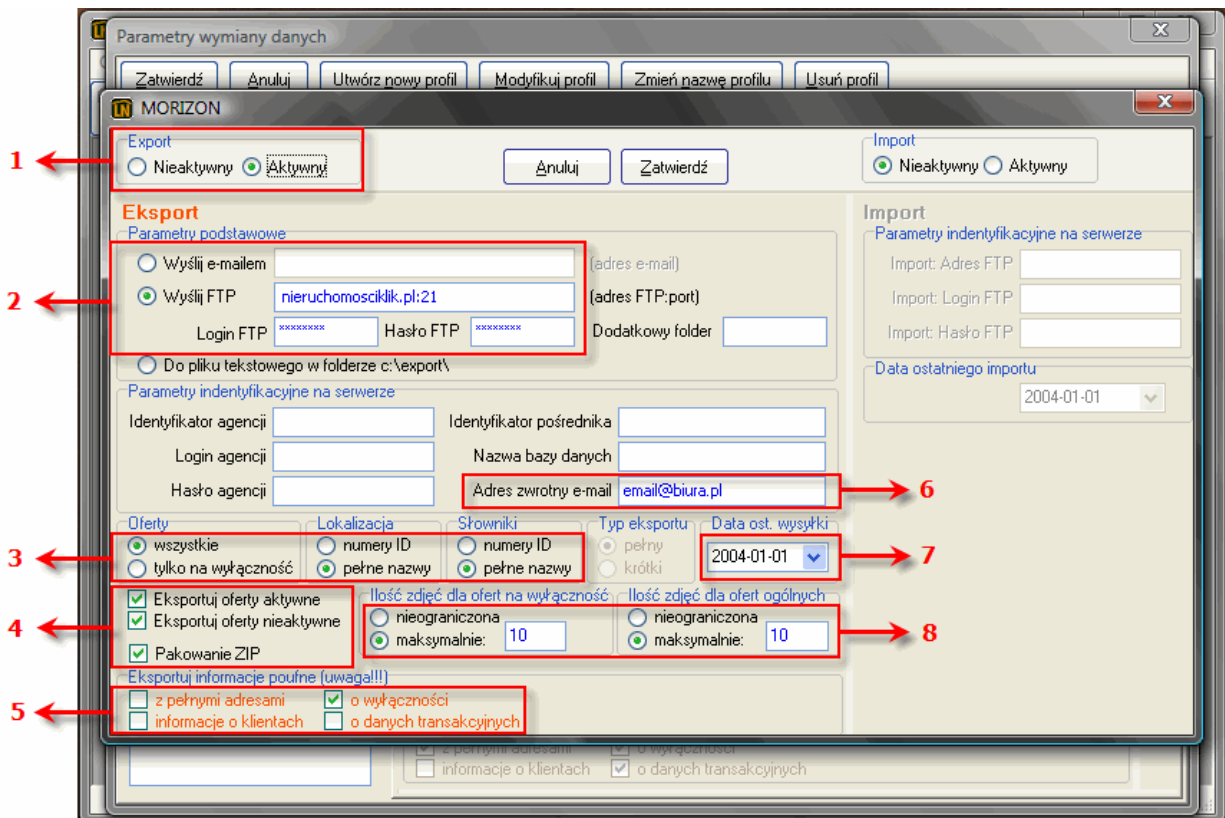 Parametry wymiany danych
Zatwierdź Anuluj Utwórz nowy profil Modyfikuj profil Zmień nazwę profilu Usuń profil
MORIZON
Export
1 Nieaktywny Aktywny
Anuluj Zatwierdź
Import
Nieaktywny Aktywny
Eksport
Parametry podstawowe
Wyślij e-mailem (adres e-mail)
2 Wyślij FTP nieruchomosciklik.pl:21 (adres FTP:port)
Login FTP ******** Hasło FTP ******** Dodatkowy folder
Do pliku tekstowego w folderze c:\export\
Import
Parametry indentyfikacyjne na serwerze
Import: Adres FTP
Import: Login FTP
Import: Hasło FTP
Data ostatniego importu
2004-01-01
Parametry indentyfikacyjne na serwerze
Identyfikator agencji Identyfikator pośrednika
Login agencji Nazwa bazy danych
Hasło agencji Adres zwrotny e-mail email@biura.pl 6
Oferty Lokalizacja Słowniki Typ eksportu Data ost. wysyłki
wszystkie numery ID numery ID pełny 2004-01-01 7
3 tylko na wyłączność pełne nazwy pełne nazwy krótki
Eksportuj oferty aktywne
4 Eksportuj oferty nieaktywne
Pakowanie ZIP
Ilość zdjęć dla ofert na wyłączność Ilość zdjęć dla ofert ogólnych
nieograniczona nieograniczona
maksymalnie: 10 maksymalnie: 10 8
Eksportuj informacje poufne (uwaga!!!)
5 z pełnymi adresami o wyłączności
informacje o klientach o danych transakcyjnych
z pełnymi adresami o wyłączności
informacje o klientach o danych transakcyjnych